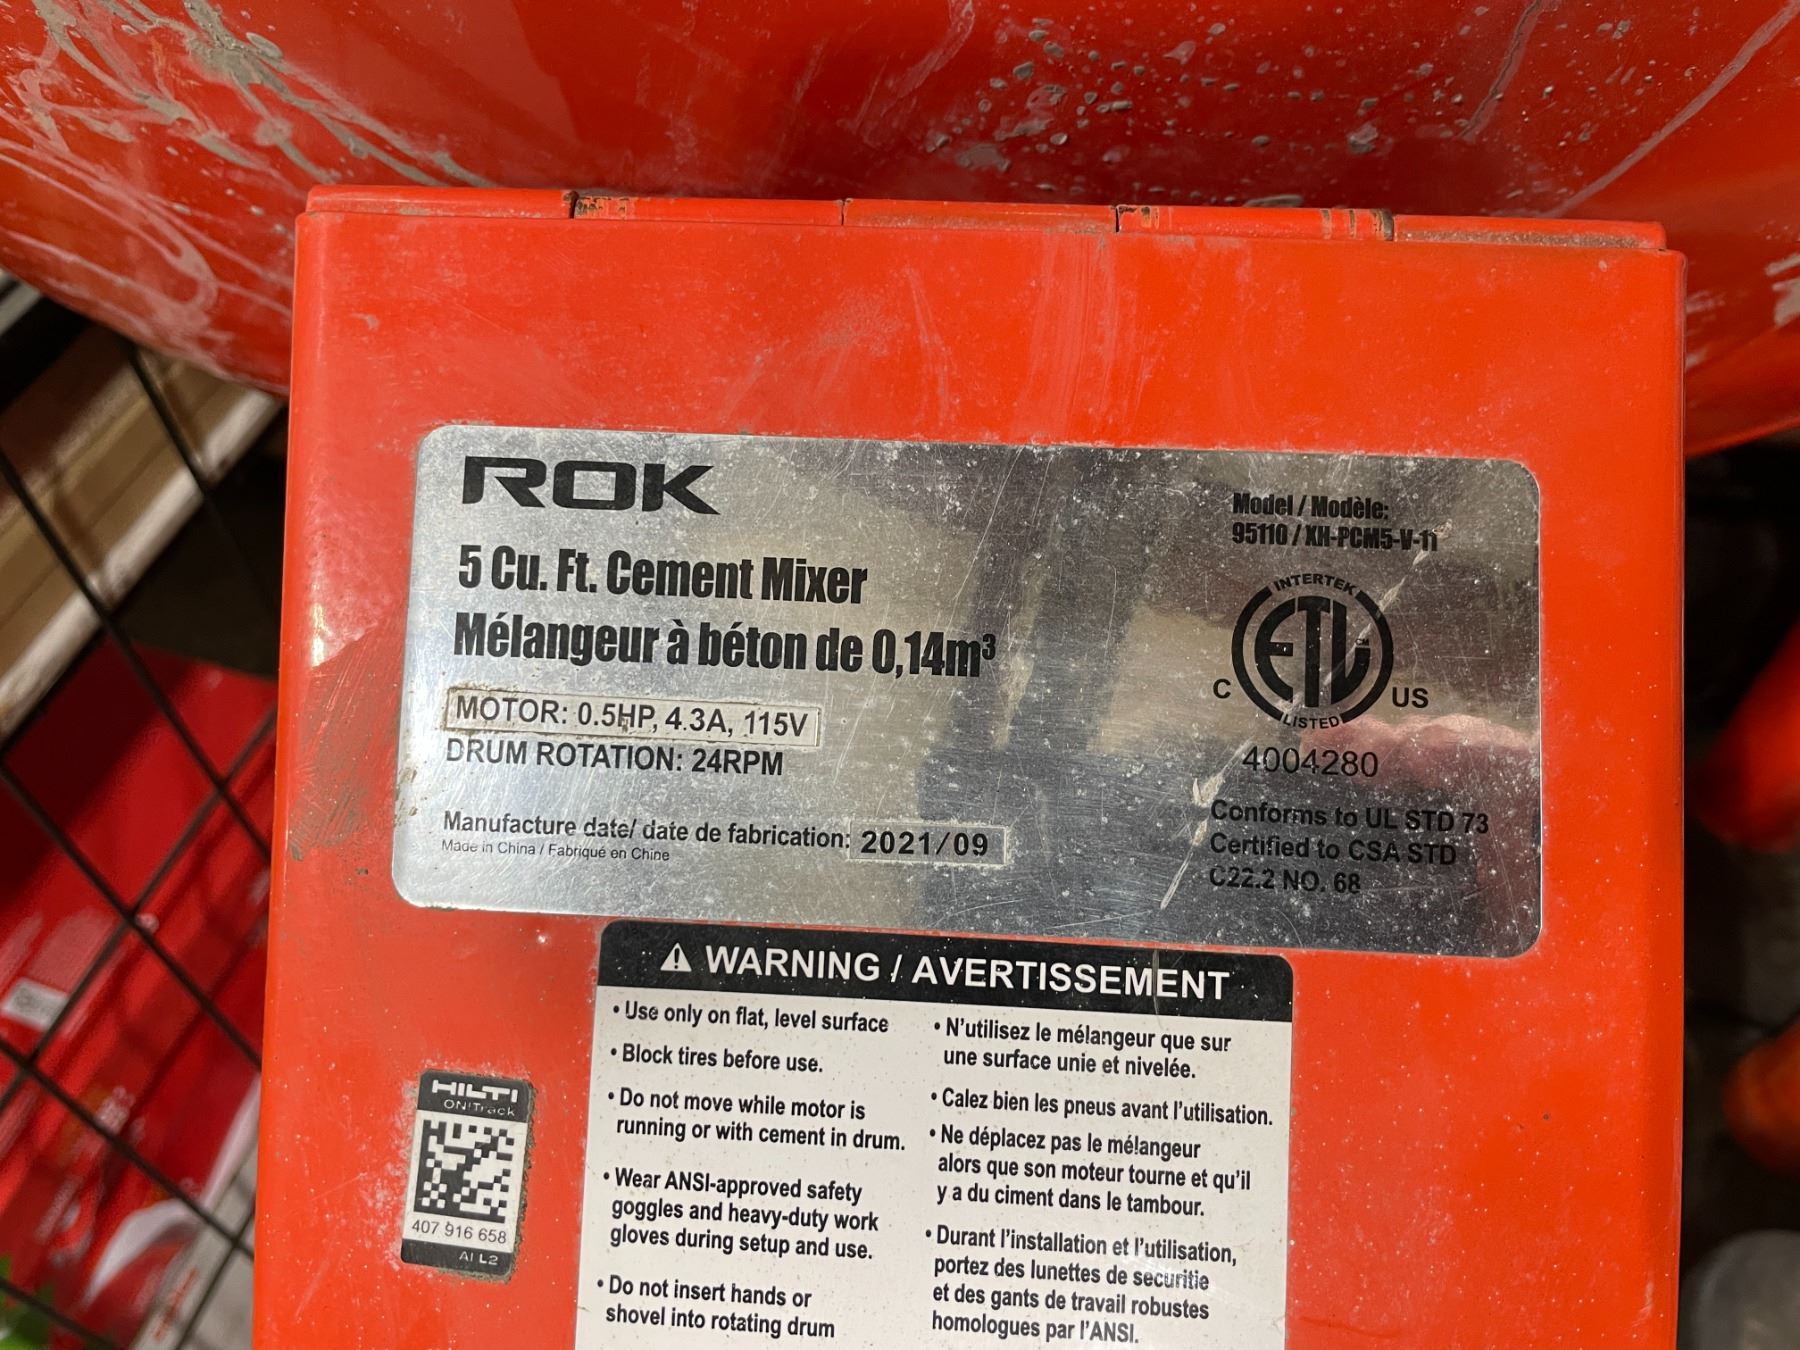 ROK
5 Cu. Ft. Cement Mixer
Mélangeur à béton de 0,14m³
MOTOR: 0.5HP, 4.3A, 115V
DRUM ROTATION: 24RPM
Manufacture date/ date de fabrication: 2021/09
Made in China / Fabriqué en Chine
Model / Modèle:
95110 / XH-PCM5-V-11
INTERTEK
ETL
CM
C US
LISTED
4004280
Conforms to UL STD 73
Certified to CSA STD
C22.2 NO. 68
⚠ WARNING / AVERTISSEMENT
• Use only on flat, level surface
• Block tires before use.
• Do not move while motor is
running or with cement in drum.
• Wear ANSI-approved safety
goggles and heavy-duty work
gloves during setup and use.
• Do not insert hands or
shovel into rotating drum
• N'utilisez le mélangeur que sur
une surface unie et nivelée.
• Calez bien les pneus avant l'utilisation.
• Ne déplacez pas le mélangeur
alors que son moteur tourne et qu'il
y a du ciment dans le tambour.
• Durant l'installation et l'utilisation,
portez des lunettes de securitie
et des gants de travail robustes
homologues par l'ANSI.
HILTI
ON!Track
407 916 658
AI L2